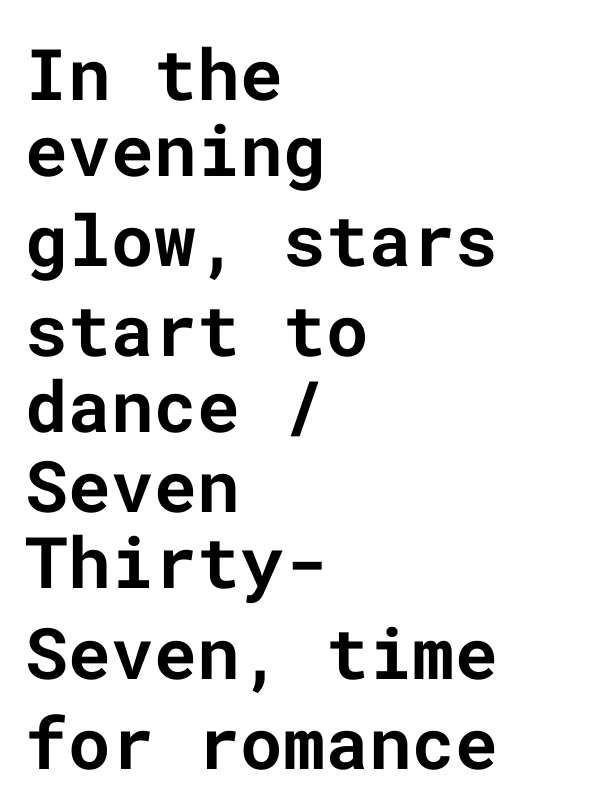 In the
evening
glow, stars
start to
dance /
Seven
Thirty-
Seven, time
for romance